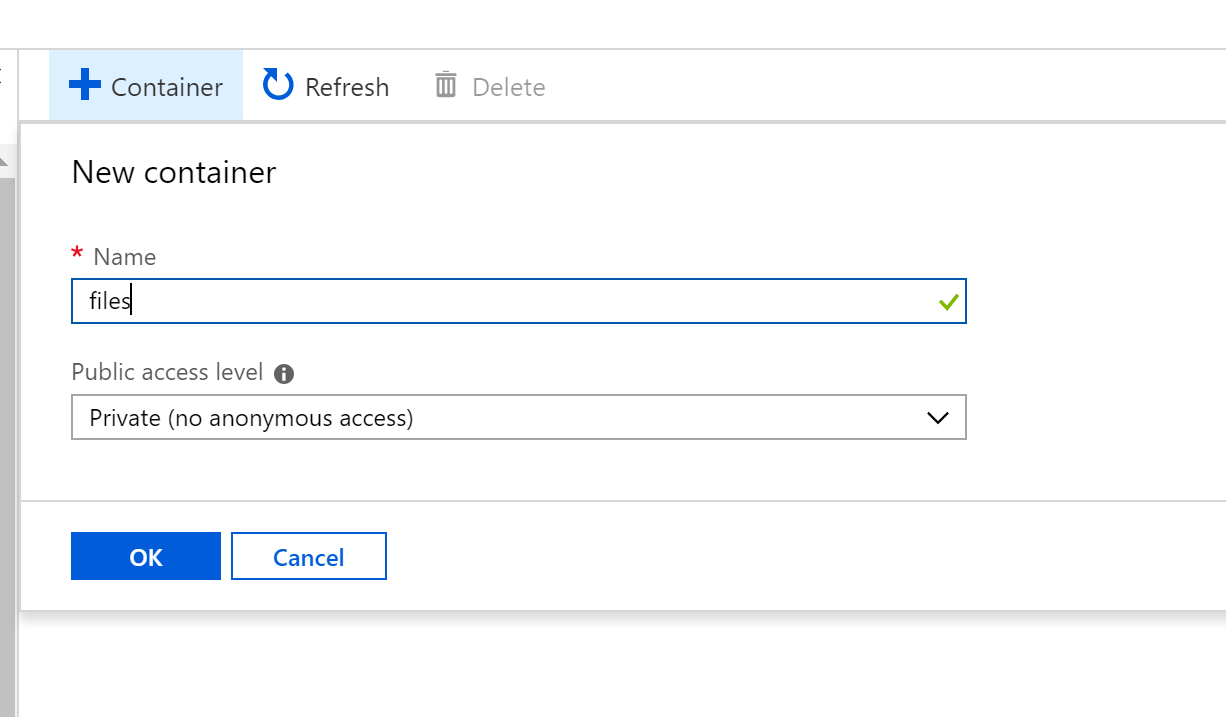 Container Refresh Delete
New container
* Name
files
Public access level
Private (no anonymous access)
OK Cancel